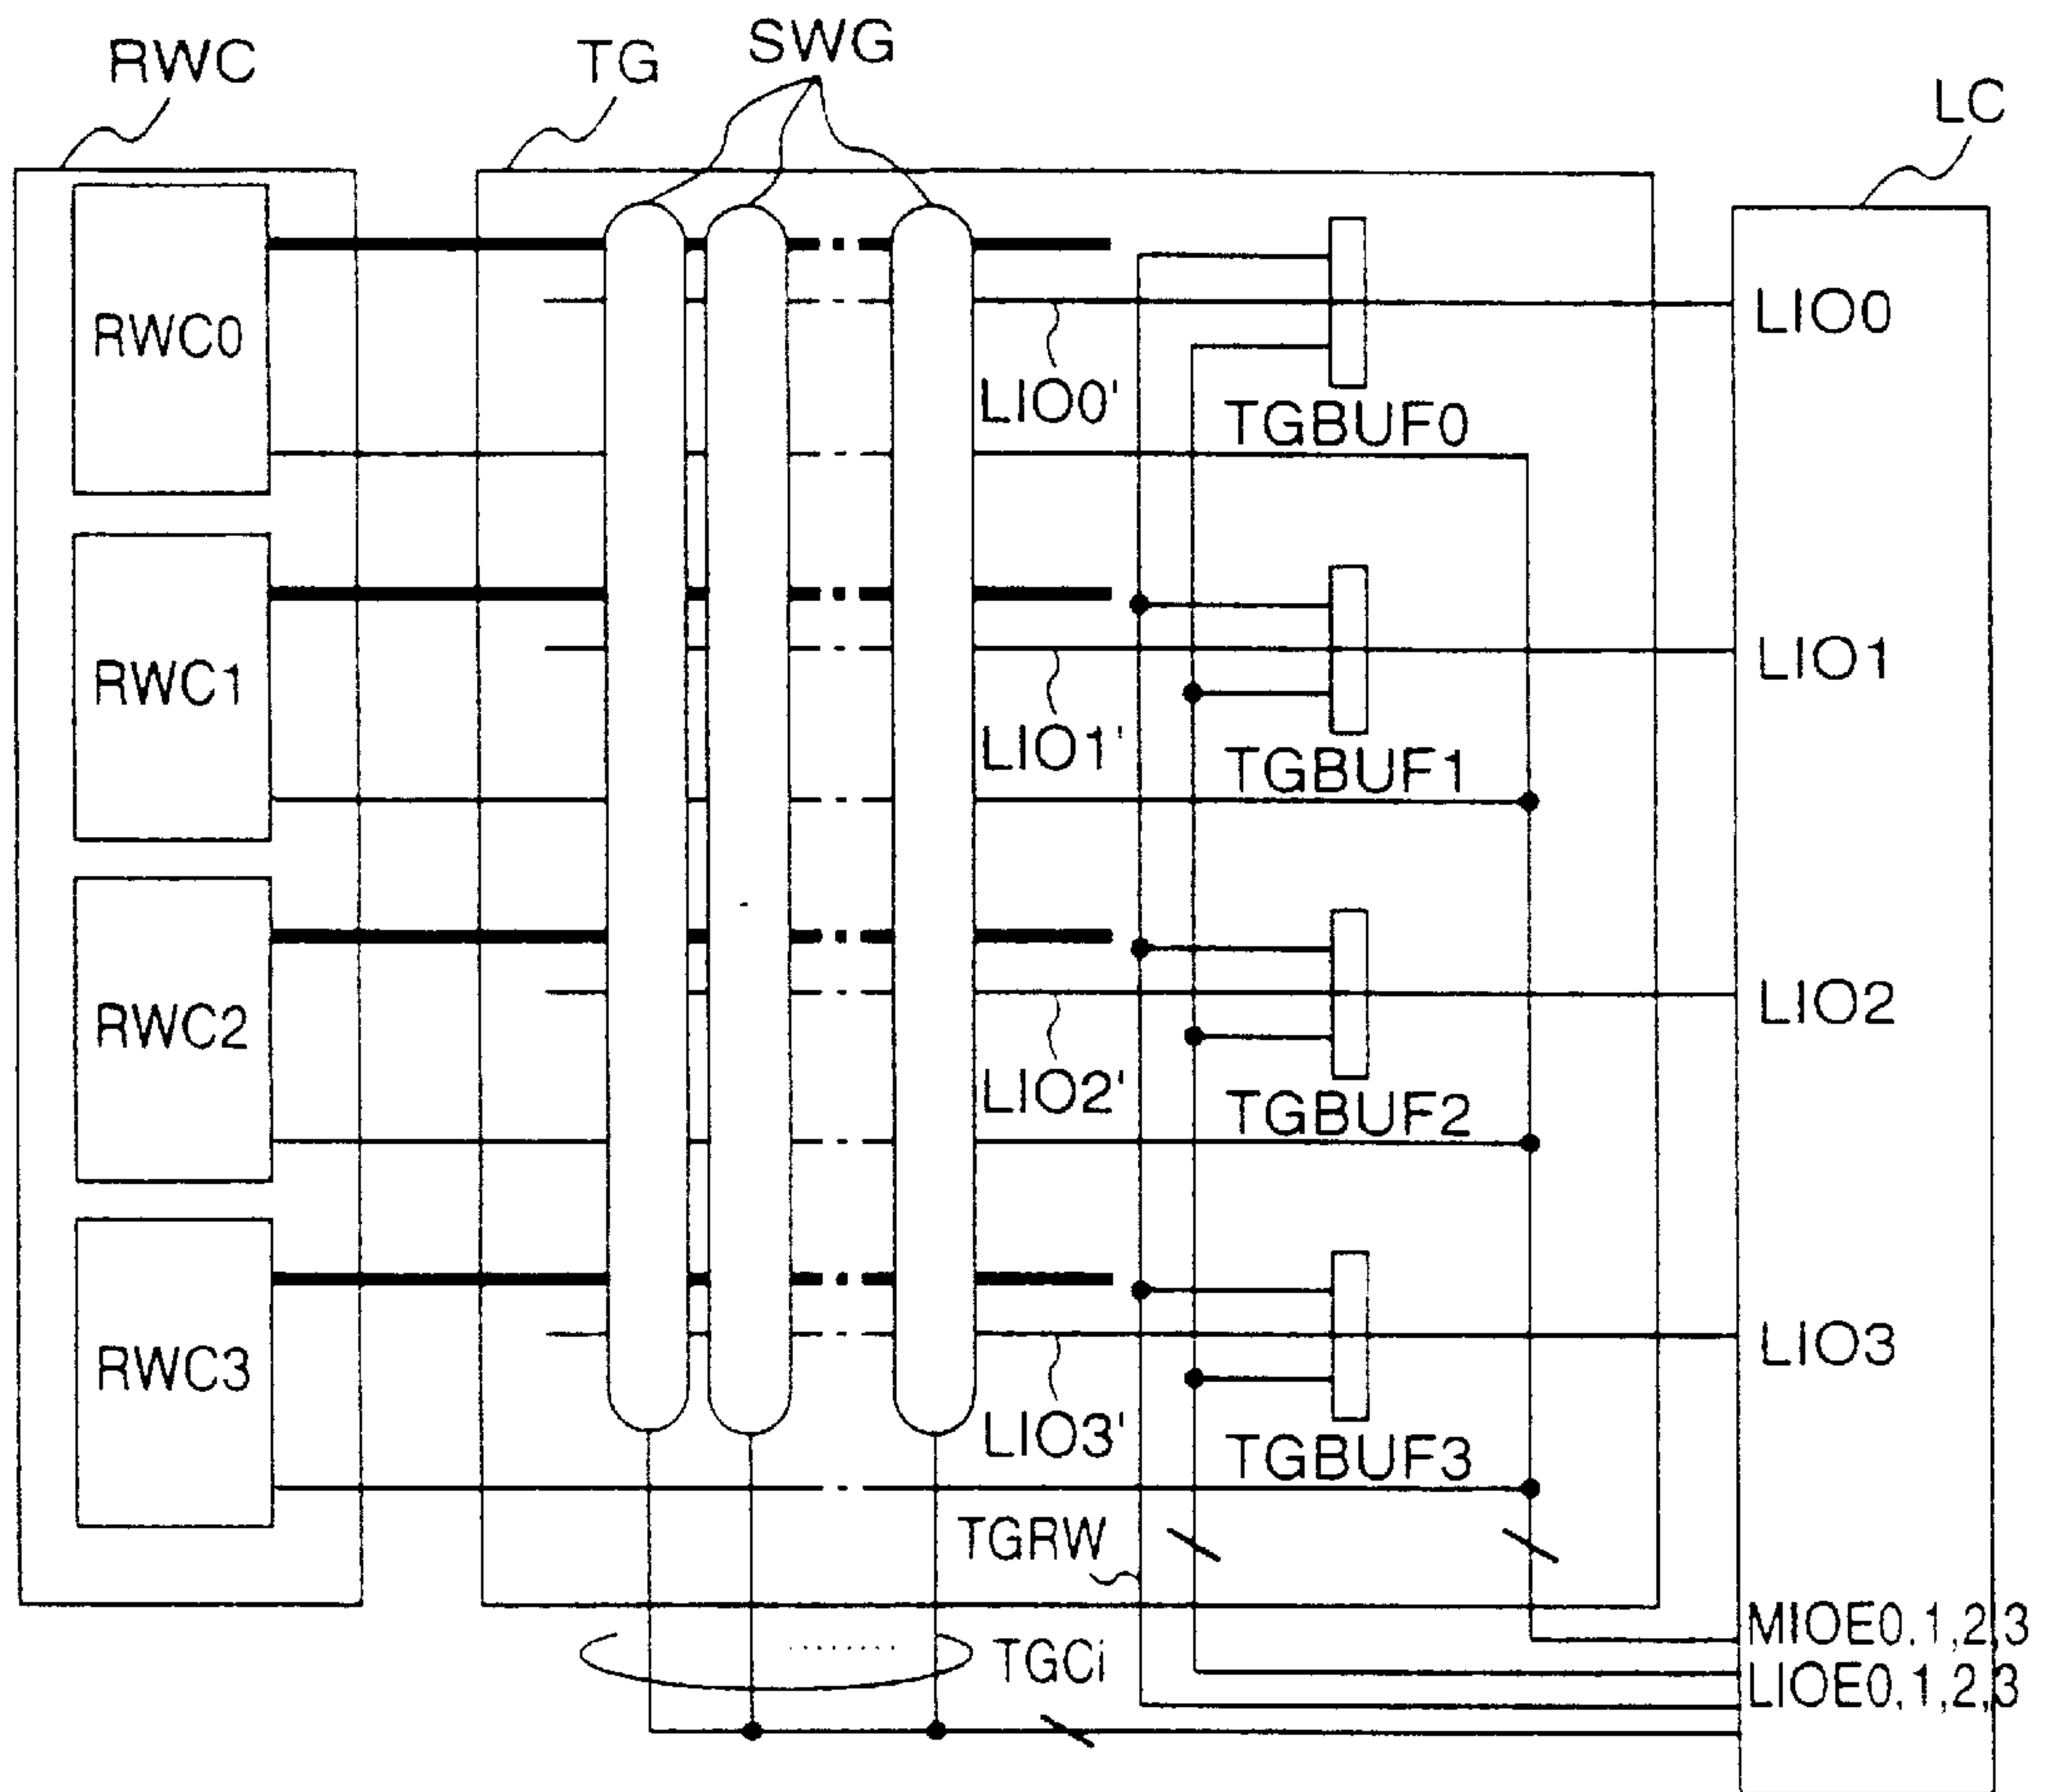 RWC
TG
SWG
LC
RWC0
LIO0
LIO0'
TGBUF0
RWC1
LIO1
LIO1'
TGBUF1
RWC2
LIO2
LIO2'
TGBUF2
RWC3
LIO3
LIO3'
TGBUF3
TGRW
MIOE0,1,2,3
TGCi
LIOE0,1,2,3